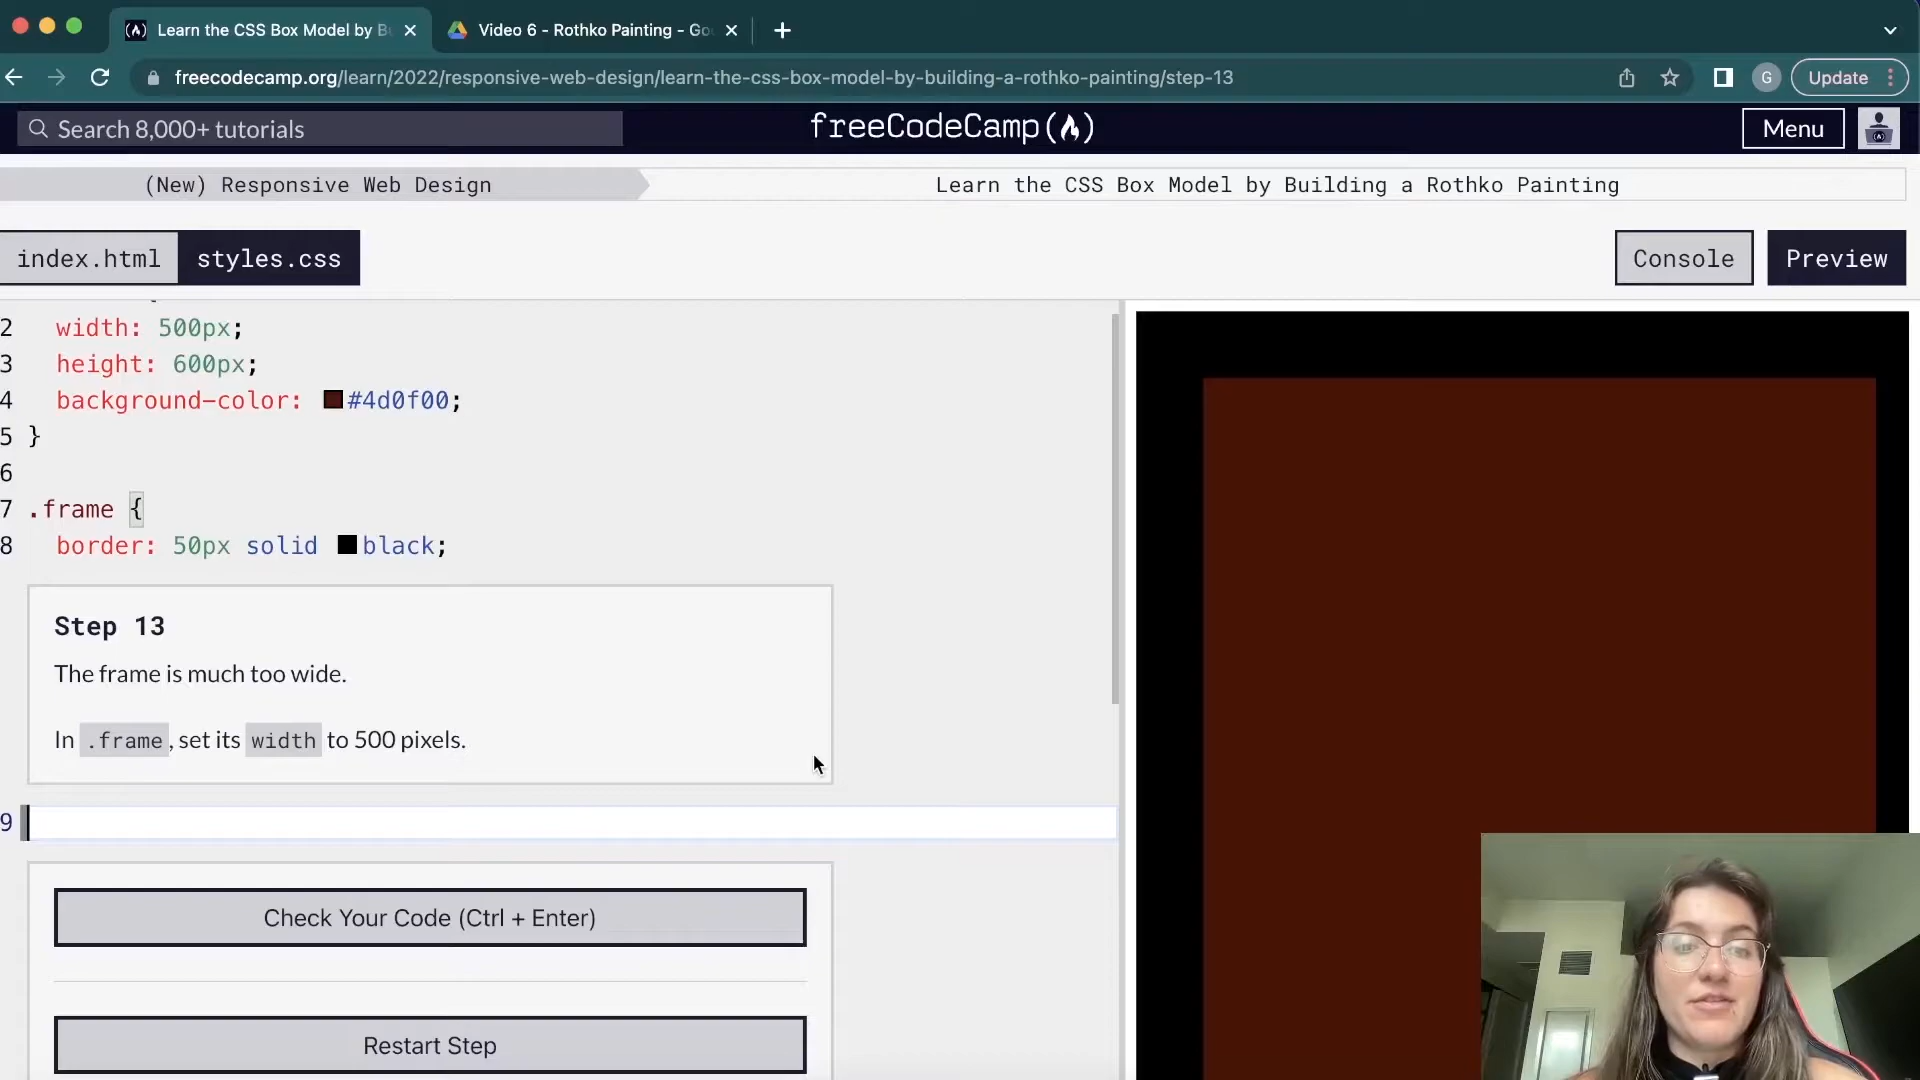 Learn the CSS Box Model by B
Video 6 - Rothko Painting - Go
freecodecamp.org/learn/2022/responsive-web-design/learn-the-css-box-model-by-building-a-rothko-painting/step-13
G
Update
Search 8,000+ tutorials
freeCodeCamp(🔥)
Menu
(New) Responsive Web Design
Learn the CSS Box Model by Building a Rothko Painting
index.html
styles.css
Console
Preview
2 width: 500px;
3 height: 600px;
4 background-color: #4d0f00;
5 }
6
7 .frame {
8 border: 50px solid black;
Step 13
The frame is much too wide.
In .frame, set its width to 500 pixels.
9
Check Your Code (Ctrl + Enter)
Restart Step